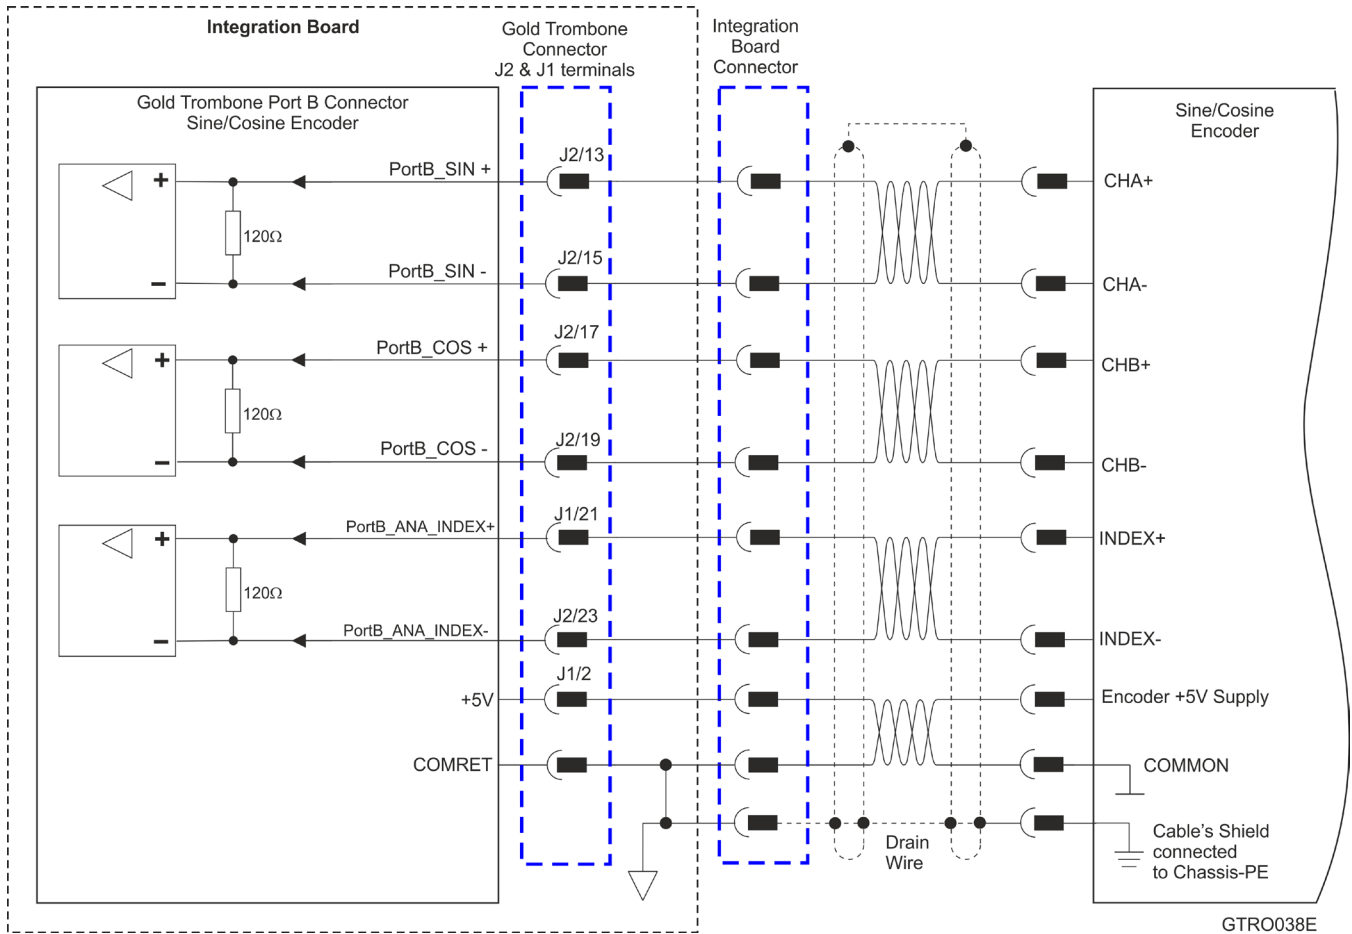 Integration Board
Gold Trombone
Connector
J2 & J1 terminals
Integration
Board
Connector
Gold Trombone Port B Connector
Sine/Cosine Encoder
Sine/Cosine
Encoder
PortB_SIN +
J2/13
+
CHA+
120Ω
PortB_SIN -
J2/15
−
CHA-
PortB_COS +
J2/17
+
CHB+
120Ω
PortB_COS -
J2/19
−
CHB-
PortB_ANA_INDEX+
J1/21
+
INDEX+
120Ω
PortB_ANA_INDEX-
J2/23
−
INDEX-
+5V
J1/2
Encoder +5V Supply
COMRET
COMMON
Drain
Wire
Cable's Shield
connected
to Chassis-PE
GTRO038E